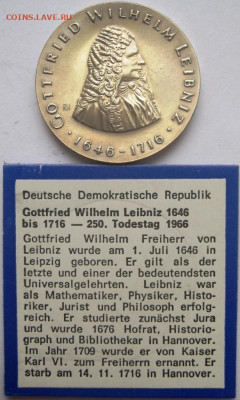 COINS.LAVE.RU
GOTTFRIED WILHELM LEIBNIZ
·1646-1716·
Deutsche Demokratische Republik
Gottfried Wilhelm Leibniz 1646
bis 1716 — 250. Todestag 1966
Gottfried Wilhelm Freiherr von
Leibniz wurde am 1. Juli 1646 in
Leipzig geboren. Er gilt als der
letzte und einer der bedeutendsten
Universalgelehrten. Leibniz war
als Mathematiker, Physiker, Histo-
riker, Jurist und Philosoph erfolg-
reich. Er studierte zunächst Jura
und wurde 1676 Hofrat, Historio-
graph und Bibliothekar in Hannover.
Im Jahr 1709 wurde er von Kaiser
Karl VI. zum Freiherrn ernannt. Er
starb am 14. 11. 1716 in Hannover.